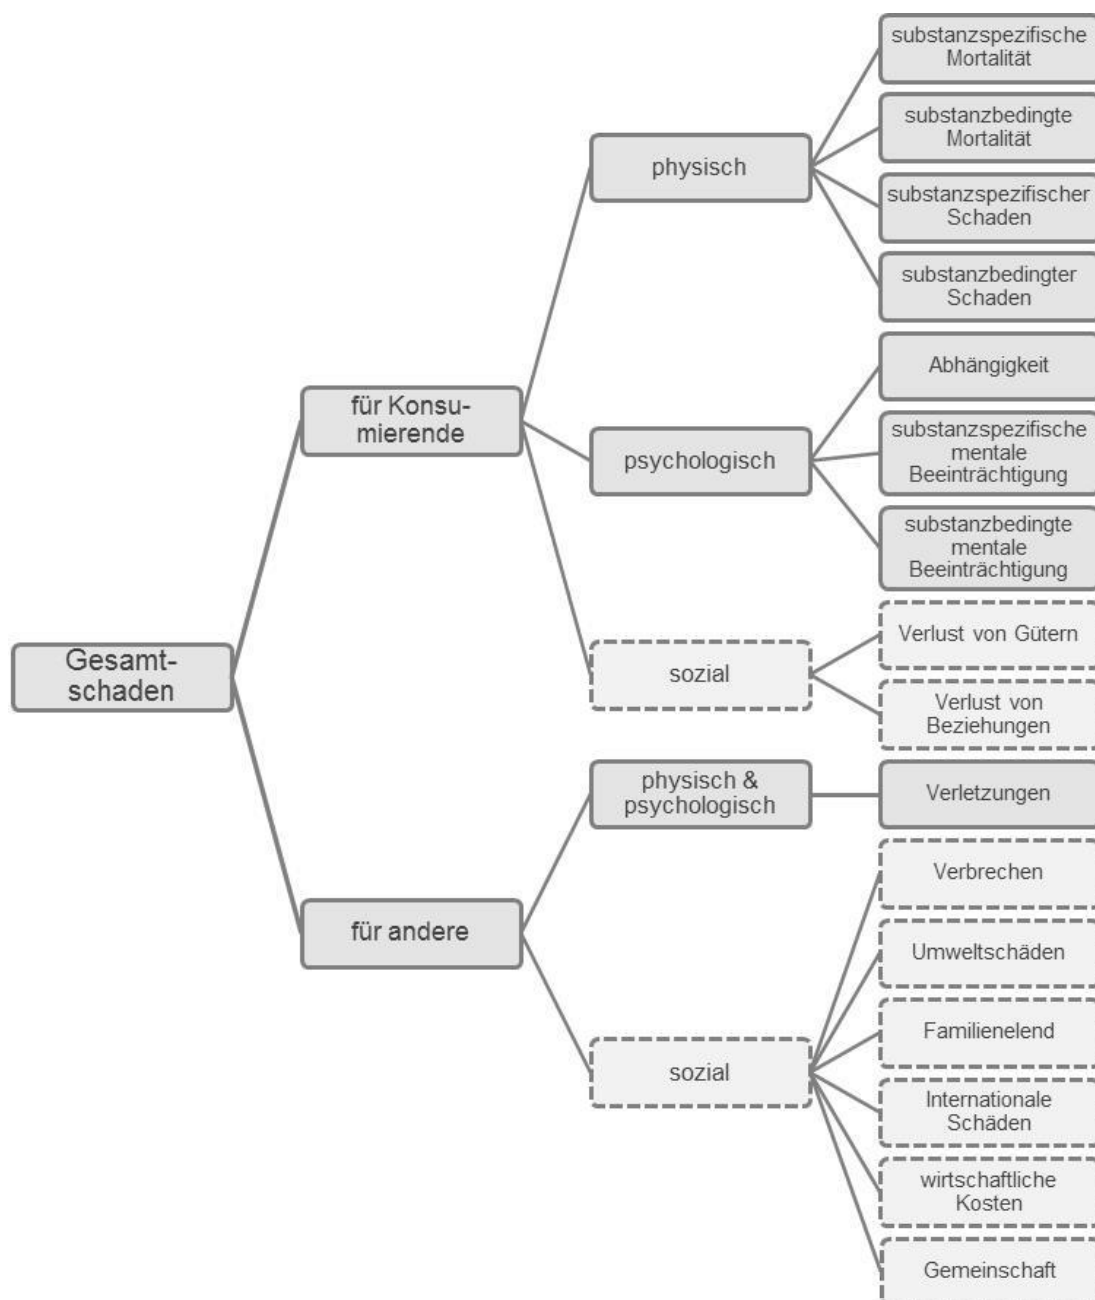 substanzspezifische
Mortalität
substanzbedingte
Mortalität
physisch
substanzspezifischer
Schaden
substanzbedingter
Schaden
Abhängigkeit
für Konsu-
mierende
psychologisch
substanzspezifische
mentale
Beeinträchtigung
substanzbedingte
mentale
Beeinträchtigung
sozial
Verlust von Gütern
Verlust von
Beziehungen
Gesamt-
schaden
physisch &
psychologisch
Verletzungen
Verbrechen
für andere
Umweltschäden
Familienelend
sozial
Internationale
Schäden
wirtschaftliche
Kosten
Gemeinschaft